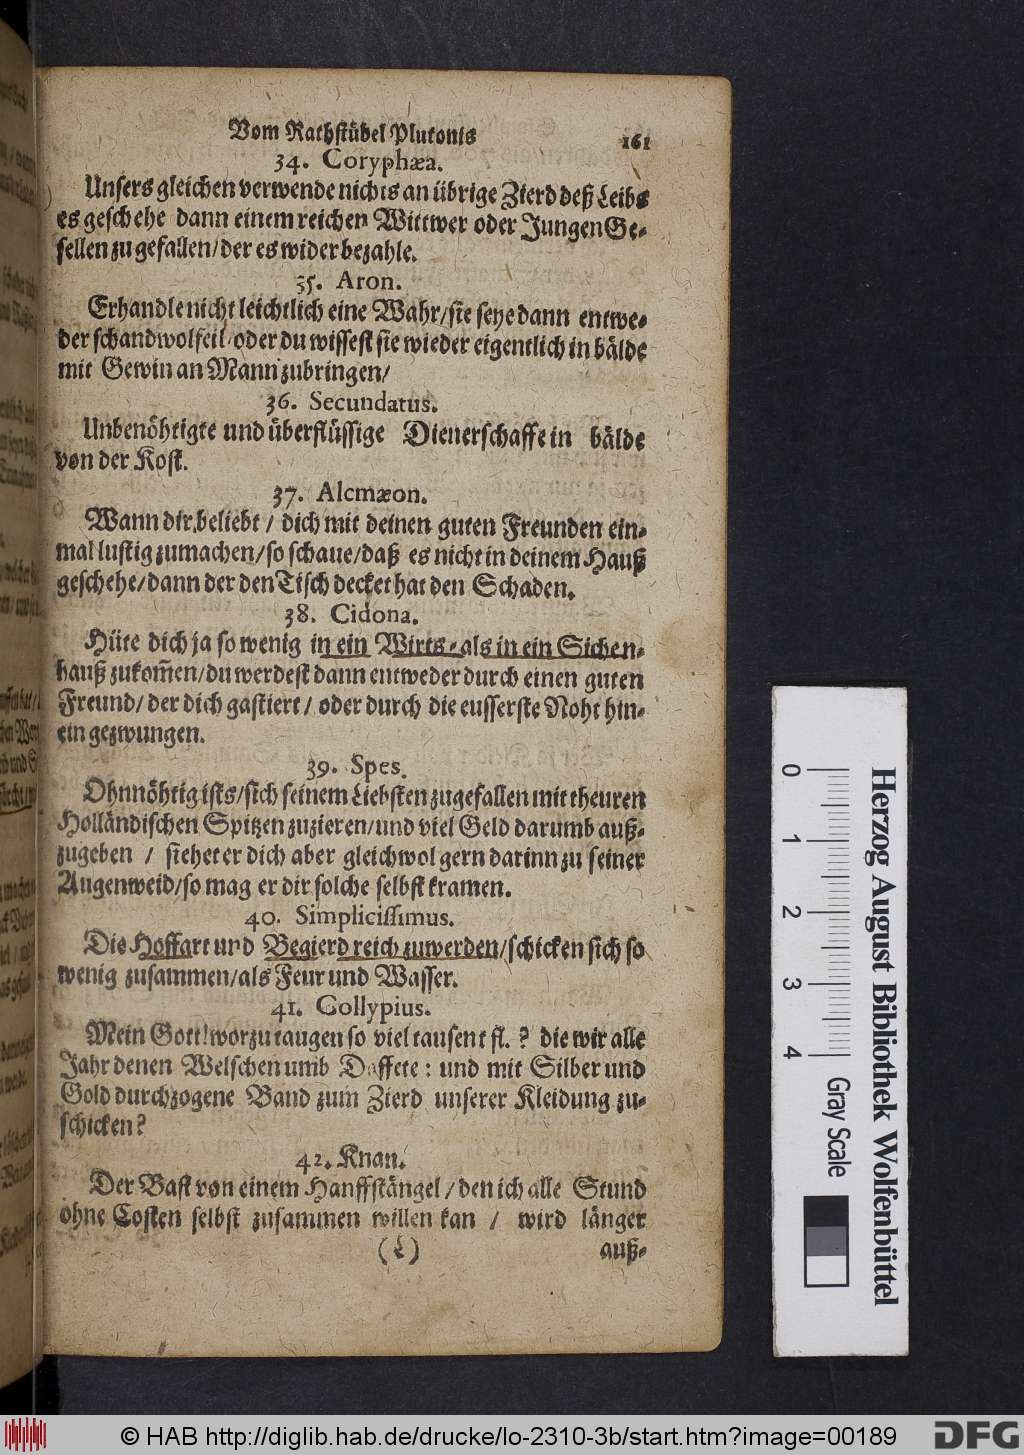 Vom Rathstübel Plutonis 161
34. Coryphæa.
Unsers gleichen verwende nichts an übrige Zierd deß Leibs
es geschehe dann einem reichen Wittwer oder Jungen Ge-
sellen zu gefallen/ der es wider bezahle.
35. Aron.
Erhandle nicht leichtlich eine Wahr/ sie seye dann entwe-
der schandwolfeil/ oder du wissest sie wieder eigentlich in bälde
mit Gewin an Mann zubringen/
36. Secundatus.
Unbenöhtigte und überflüssige Diener schaffe in bälde
von der Kost.
37. Alcmæon.
Wann dir beliebt / dich mit deinen guten Freunden ein-
mal lustig zumachen/ so schaue/ daß es nicht in deinem Hauß
geschehe/ dann der den Tisch decket hat den Schaden.
38. Cidona.
Hüte dich ja so wenig in ein Wirts- als in ein Siechen-
hauß zukom̃en/ du werdest dann entweder durch einen guten
Freund/ der dich gastiert / oder durch die eusserste Noht hin-
ein gezwungen.
39. Spes.
Ohnnöhtig ists/ sich seinem Liebsten zugefallen mit theuren
Holländischen Spitzen zuzieren/ und viel Geld darumb auß-
zugeben / siehet er dich aber gleichwol gern darinn zu seiner
Augenweid/ so mag er dir solche selbst kramen.
40. Simplicissimus.
Die Hoffart und Begierd reich zuwerden/ schicken sich so
wenig zusammen/ als Feur und Wasser.
41. Collypius.
Mein Gott! worzu taugen so viel tausent fl. ? die wir alle
Jahr denen Welschen umb Daffete : und mit Silber und
Gold durchzogene Band zum Zierd unserer Kleidung zu-
schicken?
42. Knan.
Der Bast von einem Hanffstängel / den ich alle Stund
ohne Costen selbst zusammen willen kan / wird länger
(L) auß-
0 1 2 3 4
Gray Scale
Herzog August Bibliothek Wolfenbüttel
© HAB http://diglib.hab.de/drucke/lo-2310-3b/start.htm?image=00189
DFG